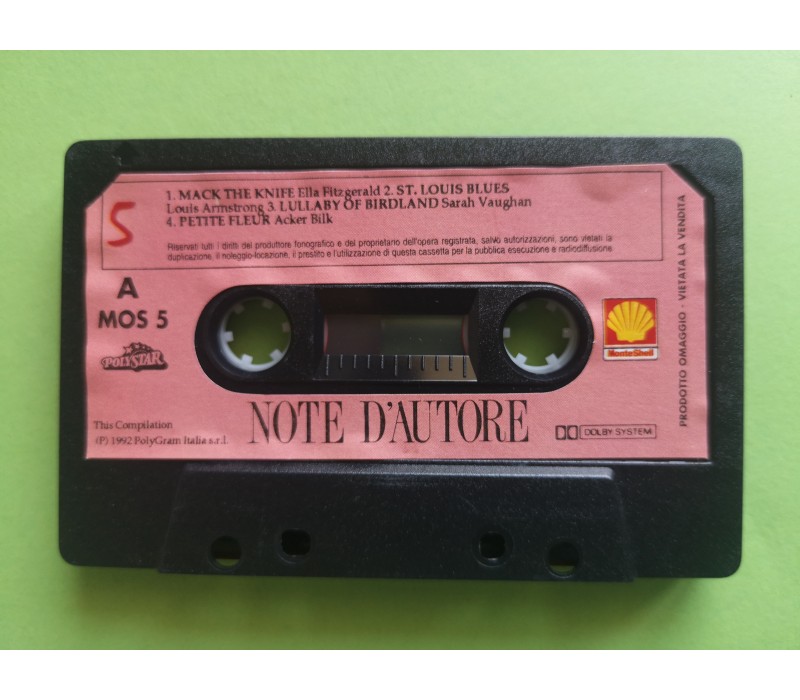 5
1. MACK THE KNIFE Ella Fitzgerald 2. ST. LOUIS BLUES
Louis Armstrong 3. LULLABY OF BIRDLAND Sarah Vaughan
4. PETITE FLEUR Acker Bilk
Riservati tutti i diritti del produttore fonografico e del proprietario dell'opera registrata, salvo autorizzazioni, sono vietati la
duplicazione, il noleggio-locazione, il prestito e l'utilizzazione di questa cassetta per la pubblica esecuzione e radiodiffusione
A
MOS 5
POLYSTAR
MonteShell
PRODOTTO OMAGGIO - VIETATA LA VENDITA
This Compilation
(P) 1992 PolyGram Italia s.r.l.
NOTE D'AUTORE
DOLBY SYSTEM